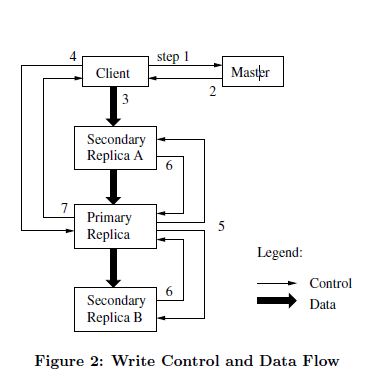 4
step 1
Client
Master
2
3
Secondary
Replica A
6
7
Primary
Replica
5
Legend:
Control
Data
6
Secondary
Replica B
Figure 2: Write Control and Data Flow